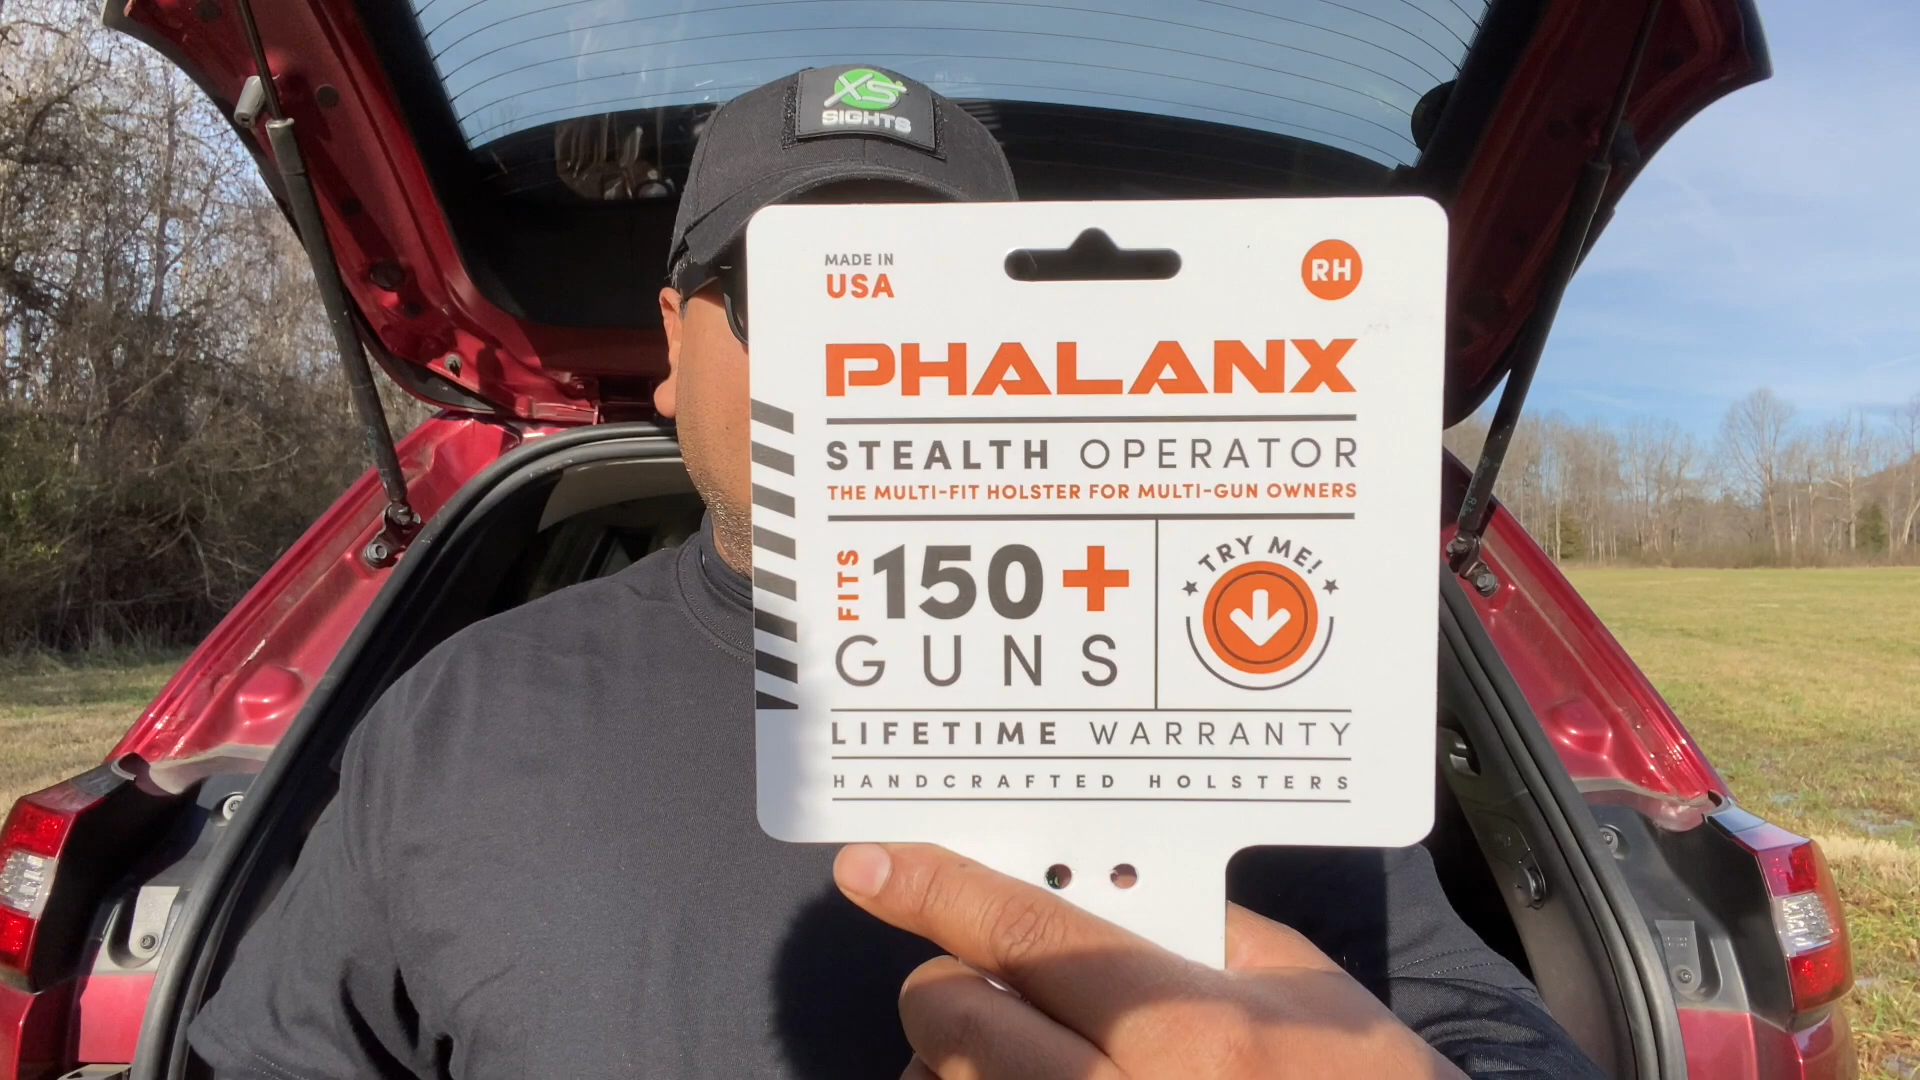 XS
SIGHTS
MADE IN
USA
RH
PHALANX
STEALTH OPERATOR
THE MULTI-FIT HOLSTER FOR MULTI-GUN OWNERS
FITS
150+
GUNS
TRY ME!
LIFETIME WARRANTY
HANDCRAFTED HOLSTERS